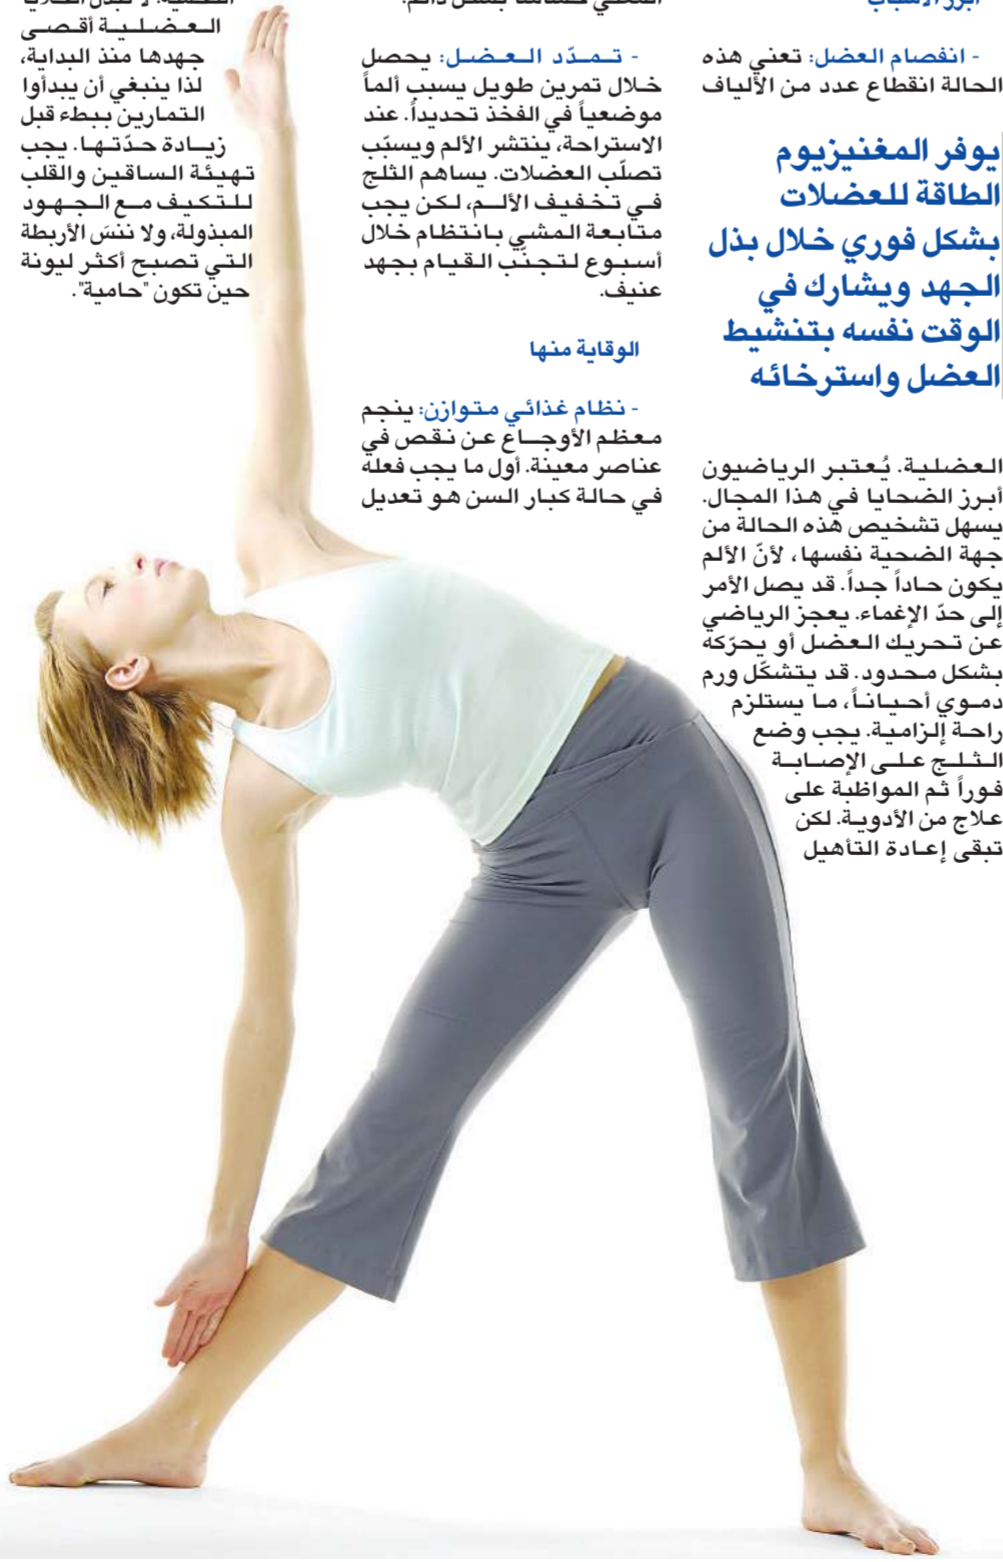 أبرز الأسباب
- انفصام العضل: تعني هذه
الحالة انقطاع عدد من الألياف
يوفر المغنيزيوم
الطاقة للعضلات
بشكل فوري خلال بذل
الجهد ويشارك في
الوقت نفسه بتنشيط
العضل واسترخائه
العضلية. يُعتبر الرياضيون
أبرز الضحايا في هذا المجال.
يسهل تشخيص هذه الحالة من
جهة الضحية نفسها، لأنّ الألم
يكون حاداً جداً. قد يصل الأمر
إلى حدّ الإغماء. يعجز الرياضي
عن تحريك العضل أو يحرّكه
بشكل محدود. قد يتشكّل ورم
دموي أحياناً، ما يستلزم
راحة إلزامية. يجب وضع
الثلج على الإصابة
فوراً ثم المواظبة على
علاج من الأدوية. لكن
تبقى إعادة التأهيل
- تمدّد العضل: يحصل
خلال تمرين طويل يسبب ألماً
موضعياً في الفخذ تحديداً. عند
الاستراحة، ينتشر الألم ويسبّب
تصلّب العضلات. يساهم الثلج
في تخفيف الألم، لكن يجب
متابعة المشي بانتظام خلال
أسبوع لتجنّب القيام بجهد
عنيف.
الوقاية منها
- نظام غذائي متوازن: ينجم
معظم الأوجاع عن نقص في
عناصر معينة. أول ما يجب فعله
في حالة كبار السن هو تعديل
العضلية أقصى
جهدها منذ البداية،
لذا ينبغي أن يبدأوا
التمارين ببطء قبل
زيادة حدّتها. يجب
تهيئة الساقين والقلب
للتكيف مع الجهود
المبذولة، ولا ننسَ الأربطة
التي تصبح أكثر ليونة
حين تكون "حامية".